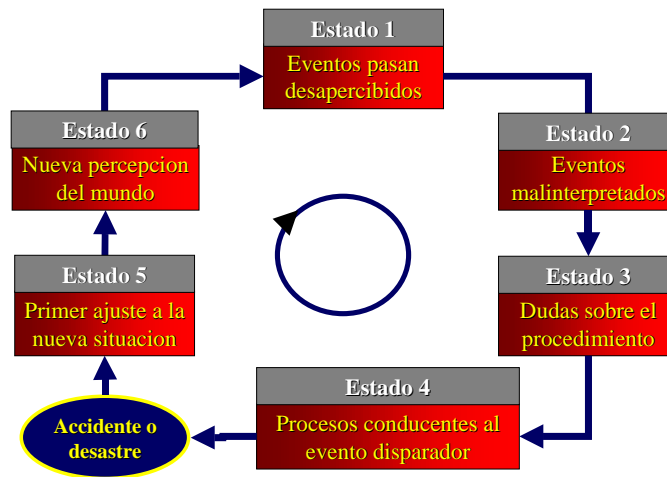 Estado 1
Eventos pasan
desapercibidos
Estado 2
Eventos
malinterpretados
Estado 3
Dudas sobre el
procedimiento
Estado 4
Procesos conducentes al
evento disparador
Accidente o
desastre
Estado 5
Primer ajuste a la
nueva situacion
Estado 6
Nueva percepcion
del mundo